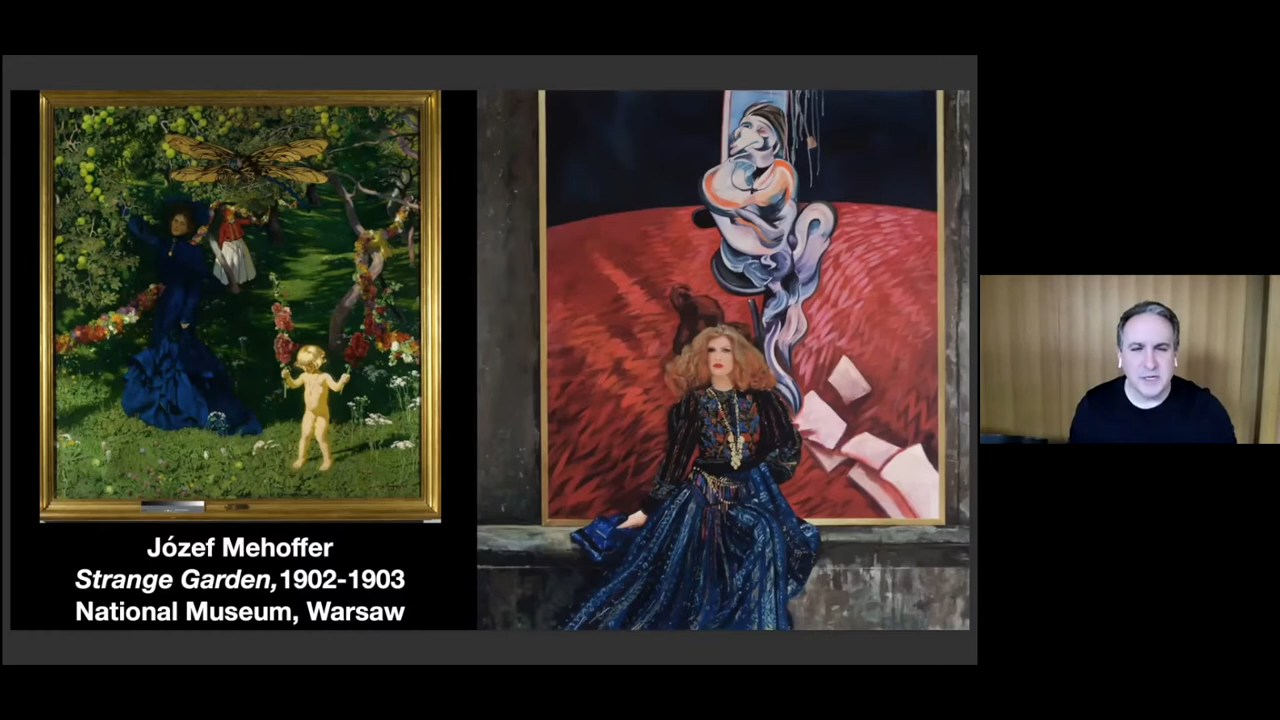 Józef Mehoffer
Strange Garden,1902-1903
National Museum, Warsaw